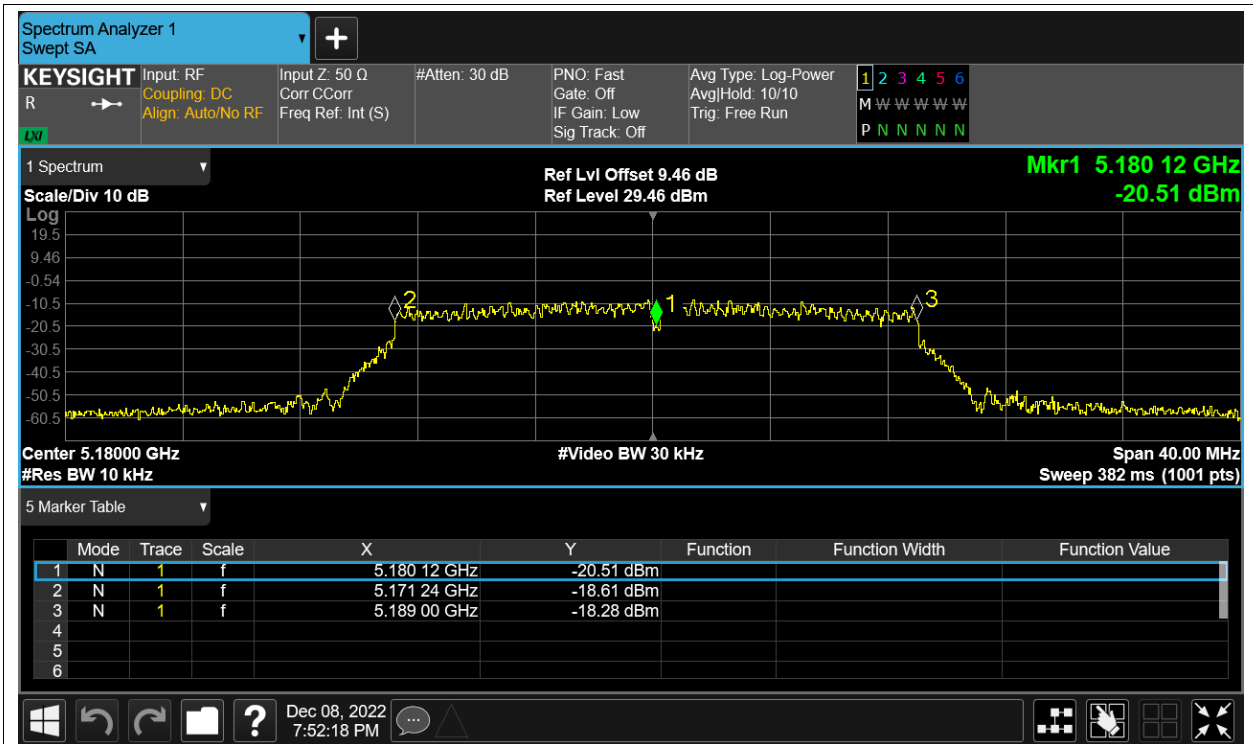 Spectrum Analyzer 1
Swept SA
KEYSIGHT
R
LXI
Input: RF
Coupling: DC
Align: Auto/No RF
Input Z: 50 Ω
Corr CCorr
Freq Ref: Int (S)
#Atten: 30 dB
PNO: Fast
Gate: Off
IF Gain: Low
Sig Track: Off
Avg Type: Log-Power
Avg|Hold: 10/10
Trig: Free Run
1 2 3 4 5 6
M W W W W W
P N N N N N
1 Spectrum
Scale/Div 10 dB
Ref Lvl Offset 9.46 dB
Ref Level 29.46 dBm
Mkr1 5.180 12 GHz
-20.51 dBm
Log
19.5
9.46
-0.54
-10.5
-20.5
-30.5
-40.5
-50.5
-60.5
2
1
3
Center 5.18000 GHz
#Video BW 30 kHz
Span 40.00 MHz
#Res BW 10 kHz
Sweep 382 ms (1001 pts)
5 Marker Table
Mode Trace Scale X Y Function Function Width Function Value
1 N 1 f 5.180 12 GHz -20.51 dBm
2 N 1 f 5.171 24 GHz -18.61 dBm
3 N 1 f 5.189 00 GHz -18.28 dBm
4
5
6
?
Dec 08, 2022
7:52:18 PM